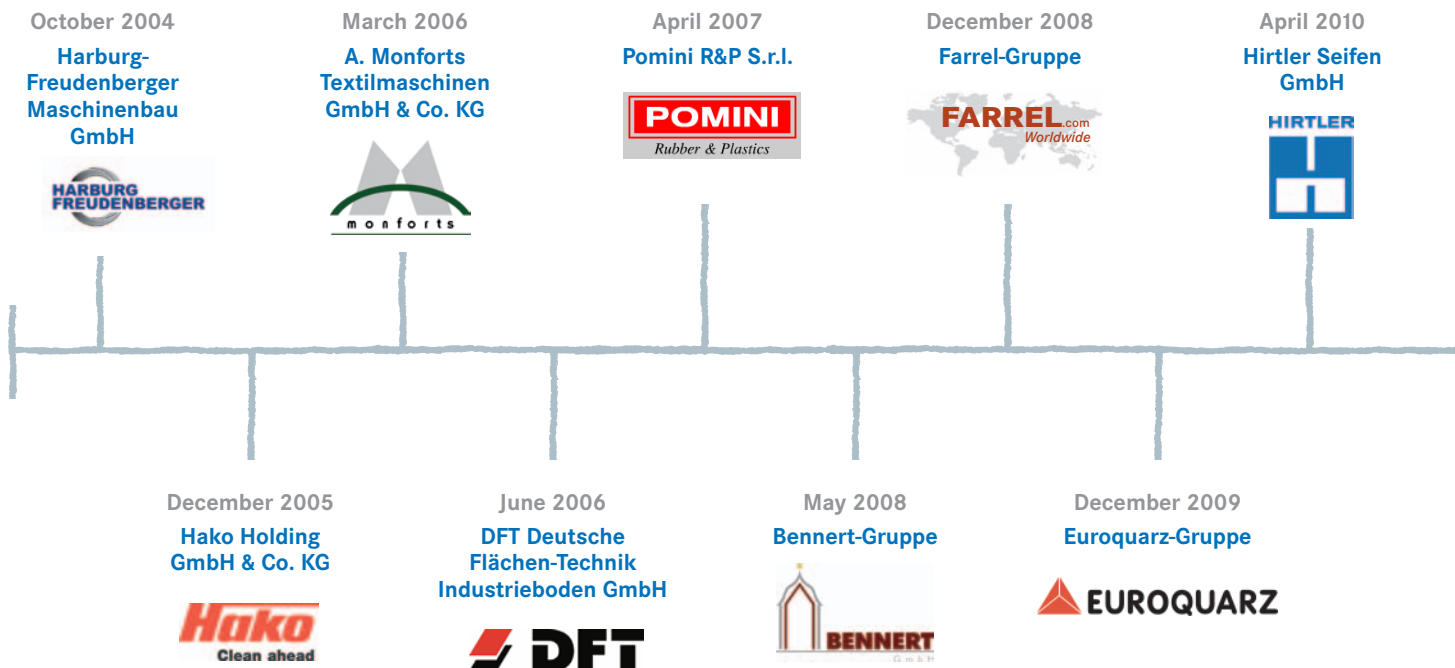 October 2004
Harburg-
Freudenberger
Maschinenbau
GmbH
HARBURG
FREUDENBERGER
March 2006
A. Monforts
Textilmaschinen
GmbH & Co. KG
monforts
April 2007
Pomini R&P S.r.l.
POMINI
Rubber & Plastics
December 2008
Farrel-Gruppe
FARREL.com
Worldwide
April 2010
Hirtler Seifen
GmbH
HIRTLER
December 2005
Hako Holding
GmbH & Co. KG
Hako
Clean ahead
June 2006
DFT Deutsche
Flächen-Technik
Industrieboden GmbH
DFT
May 2008
Bennert-Gruppe
BENNERT
GmbH
December 2009
Euroquarz-Gruppe
EUROQUARZ